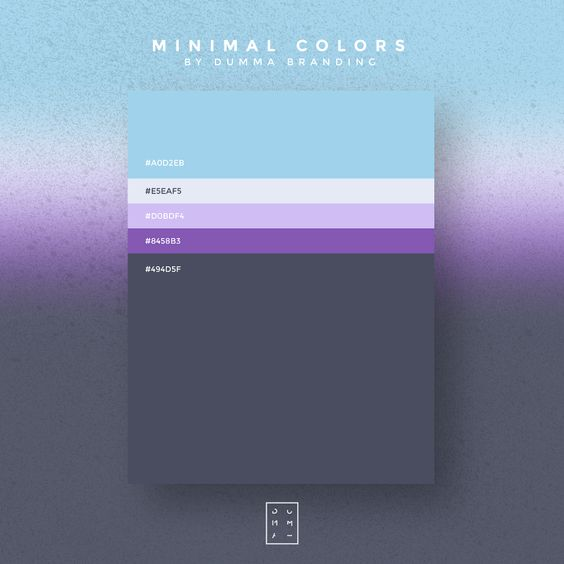 MINIMAL COLORS
BY DUMMA BRANDING
#A0D2EB
#E5EAF5
#D0BDF4
#8458B3
#494D5F